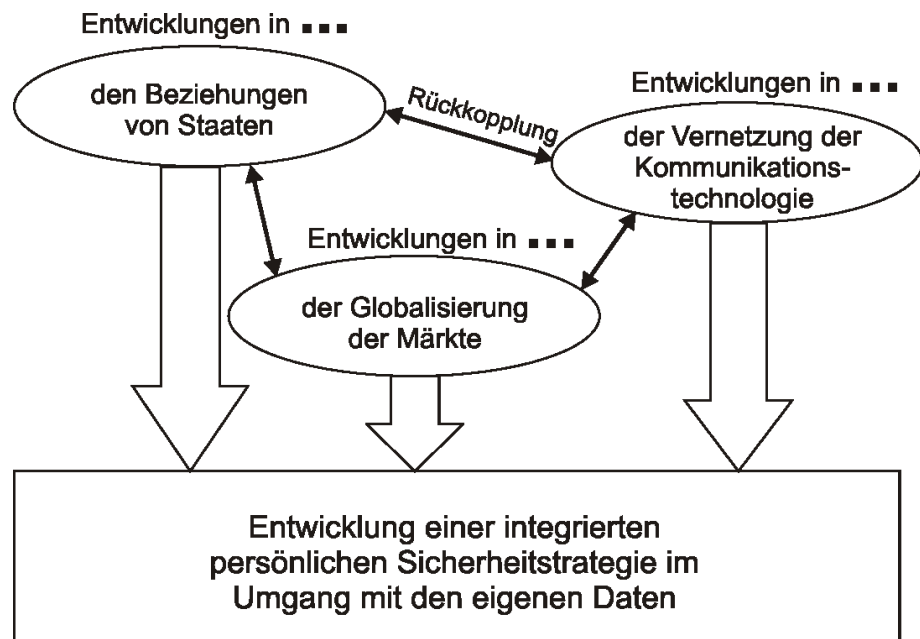 Entwicklungen in ...
den Beziehungen
von Staaten
Rückkopplung
Entwicklungen in ...
der Vernetzung der
Kommunikations-
technologie
Entwicklungen in ...
der Globalisierung
der Märkte
Entwicklung einer integrierten
persönlichen Sicherheitstrategie im
Umgang mit den eigenen Daten